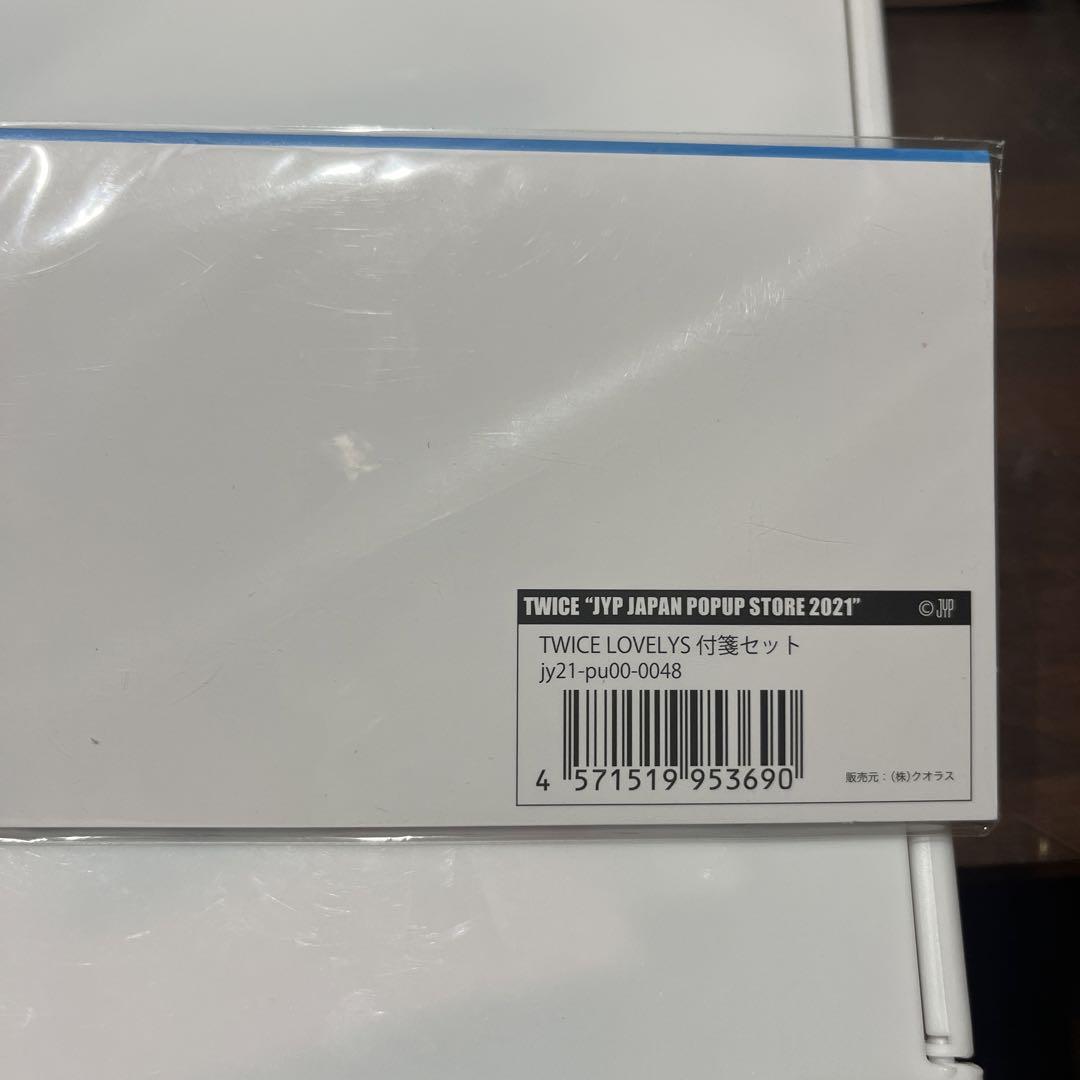 TWICE “JYP JAPAN POPUP STORE 2021” © JYP
TWICE LOVELYS 付箋セット
jy21-pu00-0048
4 571519 953690
販売元：(株)クオラス